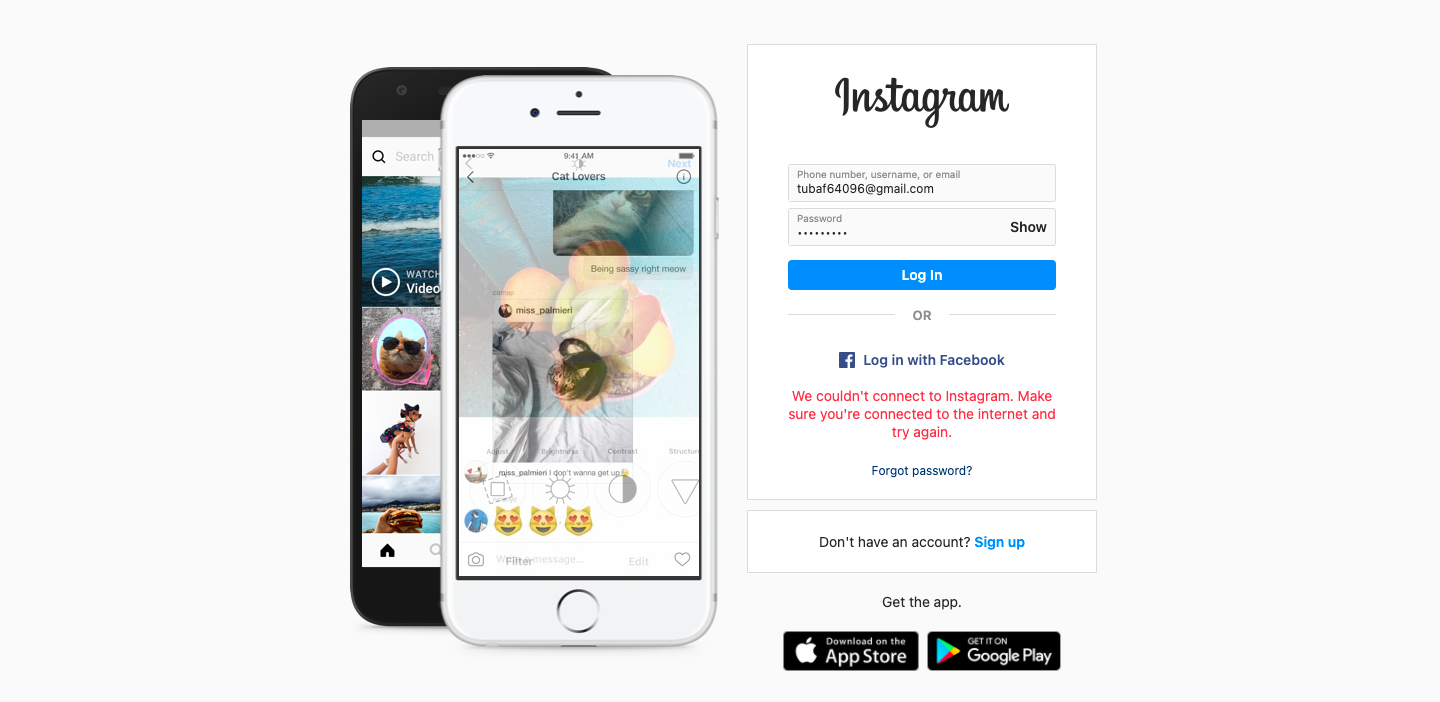 Search
WATCH
Video
9:41 AM
Next
Cat Lovers
Being sassy right meow
catnap
miss_palmieri
Adjust
Brightness
Contrast
Structure
miss_palmieri I don't wanna get up
Write a message...
Filter
Edit
Instagram
Phone number, username, or email
tubaf64096@gmail.com
Password
•••••••••
Show
Log In
OR
Log in with Facebook
We couldn't connect to Instagram. Make
sure you're connected to the internet and
try again.
Forgot password?
Don't have an account? Sign up
Get the app.
Download on the
App Store
GET IT ON
Google Play